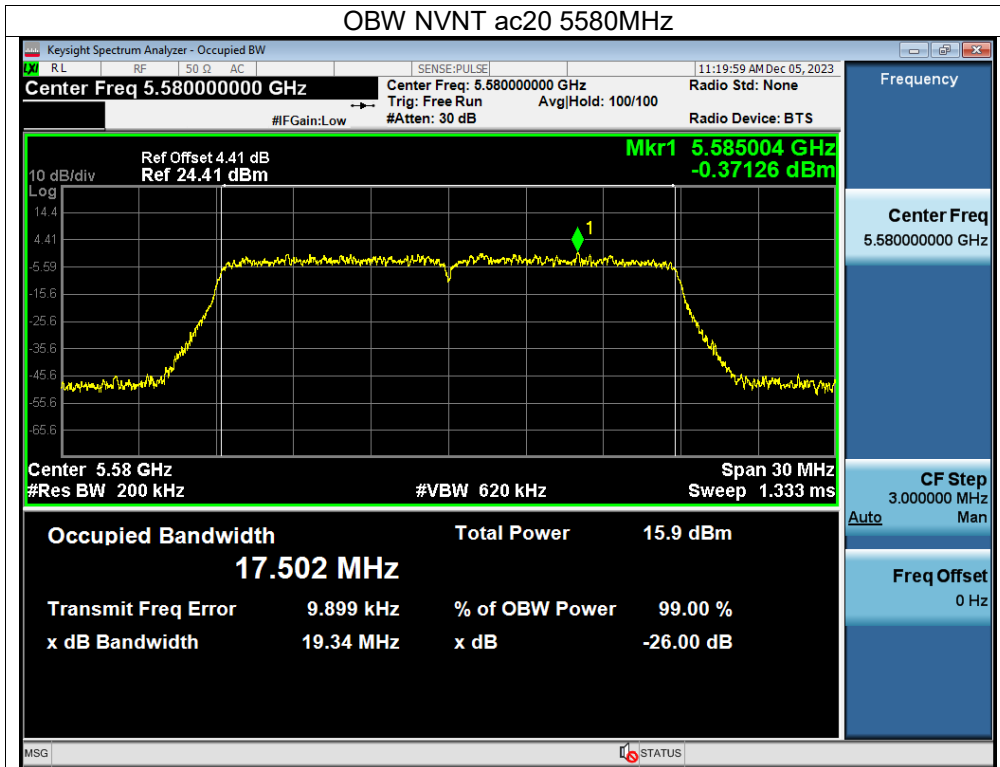 OBW NVNT ac20 5580MHz
Keysight Spectrum Analyzer - Occupied BW
LXI RL RF 50 Ω AC SENSE:PULSE 11:19:59 AM Dec 05, 2023
Center Freq 5.580000000 GHz
Center Freq: 5.580000000 GHz Radio Std: None
Trig: Free Run Avg|Hold: 100/100
#IFGain:Low #Atten: 30 dB Radio Device: BTS
Mkr1 5.585004 GHz
-0.37126 dBm
Ref Offset 4.41 dB
10 dB/div Ref 24.41 dBm
Log
14.4
4.41
-5.59
-15.6
-25.6
-35.6
-45.6
-55.6
-65.6
1
Center 5.58 GHz Span 30 MHz
#Res BW 200 kHz #VBW 620 kHz Sweep 1.333 ms
Occupied Bandwidth Total Power 15.9 dBm
17.502 MHz
Transmit Freq Error 9.899 kHz % of OBW Power 99.00 %
x dB Bandwidth 19.34 MHz x dB -26.00 dB
Frequency
Center Freq
5.580000000 GHz
CF Step
3.000000 MHz
Auto Man
Freq Offset
0 Hz
MSG STATUS